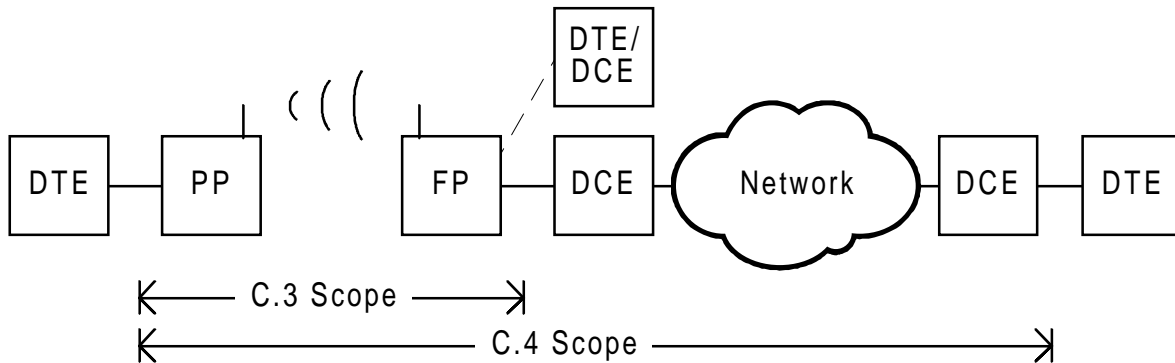 DTE/
DCE
DTE
PP
FP
DCE
Network
DCE
DTE
C.3 Scope
C.4 Scope